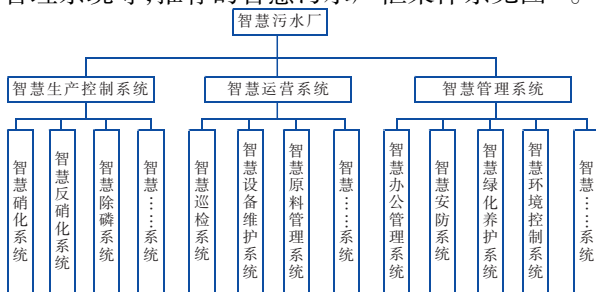 智慧污水厂
智慧生产控制系统
智慧运营系统
智慧管理系统
智慧硝化系统
智慧反硝化系统
智慧除磷系统
智慧……系统
智慧巡检系统
智慧设备维护系统
智慧原料管理系统
智慧……系统
智慧办公管理系统
智慧安防系统
智慧绿化养护系统
智慧环境控制系统
智慧……系统